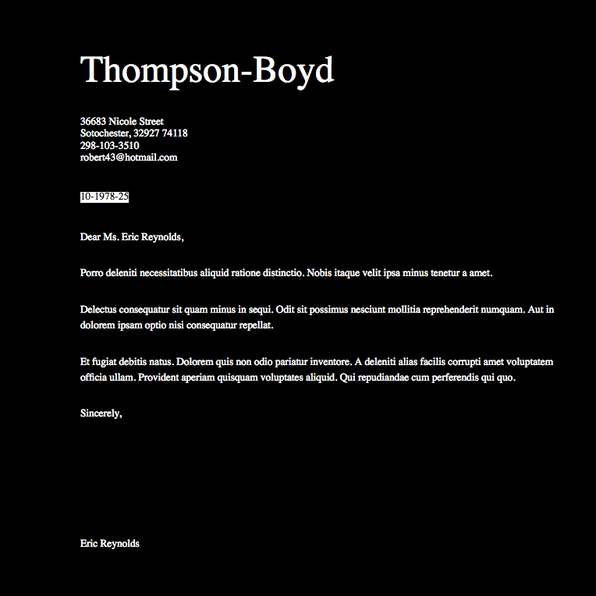 Thompson-Boyd
36683 Nicole Street
Sotochester, 32927 74118
298-103-3510
robert43@hotmail.com
10-1978-25
Dear Ms. Eric Reynolds,
Porro deleniti necessitatibus aliquid ratione distinctio. Nobis itaque velit ipsa minus tenetur a amet.
Delectus consequatur sit quam minus in sequi. Odit sit possimus nesciunt mollitia reprehenderit numquam. Aut in
dolorem ipsam optio nisi consequatur repellat.
Et fugiat debitis natus. Dolorem quis non odio pariatur inventore. A deleniti alias facilis corrupti amet voluptatem
officia ullam. Provident aperiam quisquam voluptates aliquid. Qui repudiandae cum perferendis qui quo.
Sincerely,
Eric Reynolds